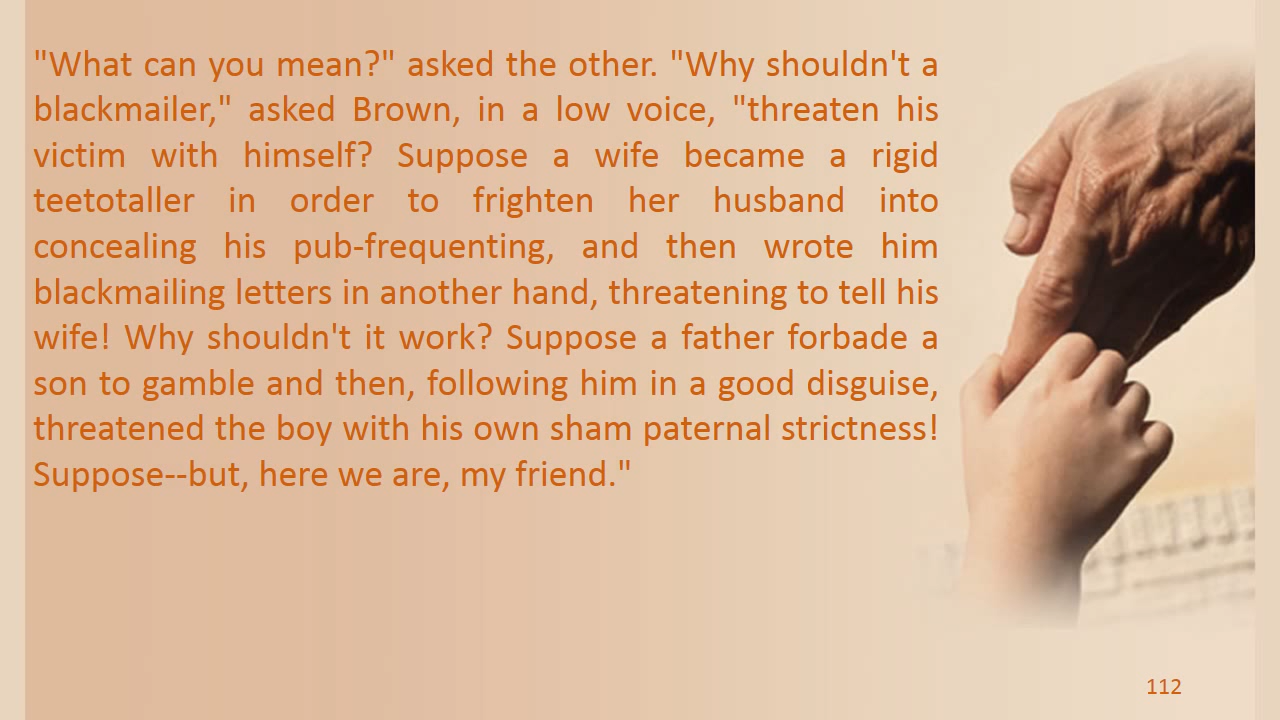 "What can you mean?" asked the other. "Why shouldn't a
blackmailer," asked Brown, in a low voice, "threaten his
victim with himself? Suppose a wife became a rigid
teetotaller in order to frighten her husband into
concealing his pub-frequenting, and then wrote him
blackmailing letters in another hand, threatening to tell his
wife! Why shouldn't it work? Suppose a father forbade a
son to gamble and then, following him in a good disguise,
threatened the boy with his own sham paternal strictness!
Suppose--but, here we are, my friend."
112